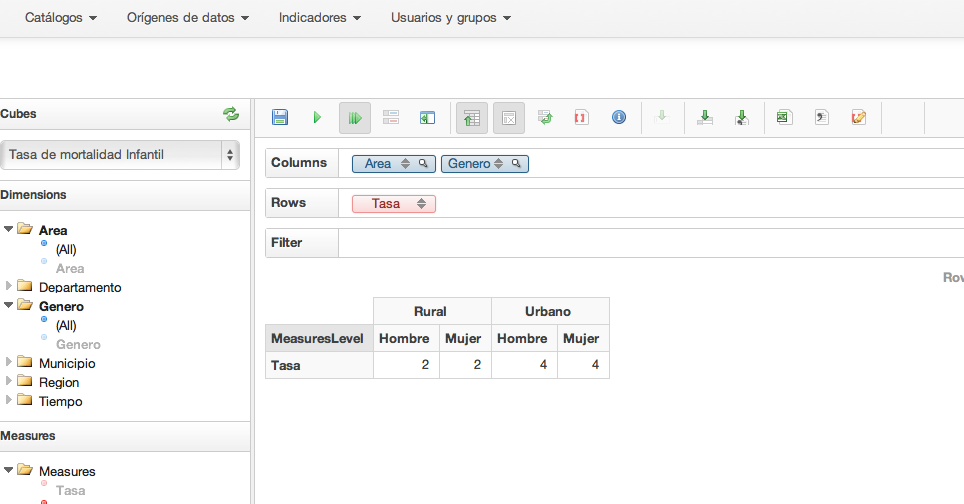 Catálogos Orígenes de datos Indicadores Usuarios y grupos
Cubes
Tasa de mortalidad Infantil
Dimensions
Area
(All)
Area
Departamento
Genero
(All)
Genero
Municipio
Region
Tiempo
Measures
Measures
Tasa
Columns Area Genero
Rows Tasa
Filter
Rural Urbano
MeasuresLevel Hombre Mujer Hombre Mujer
Tasa 2 2 4 4